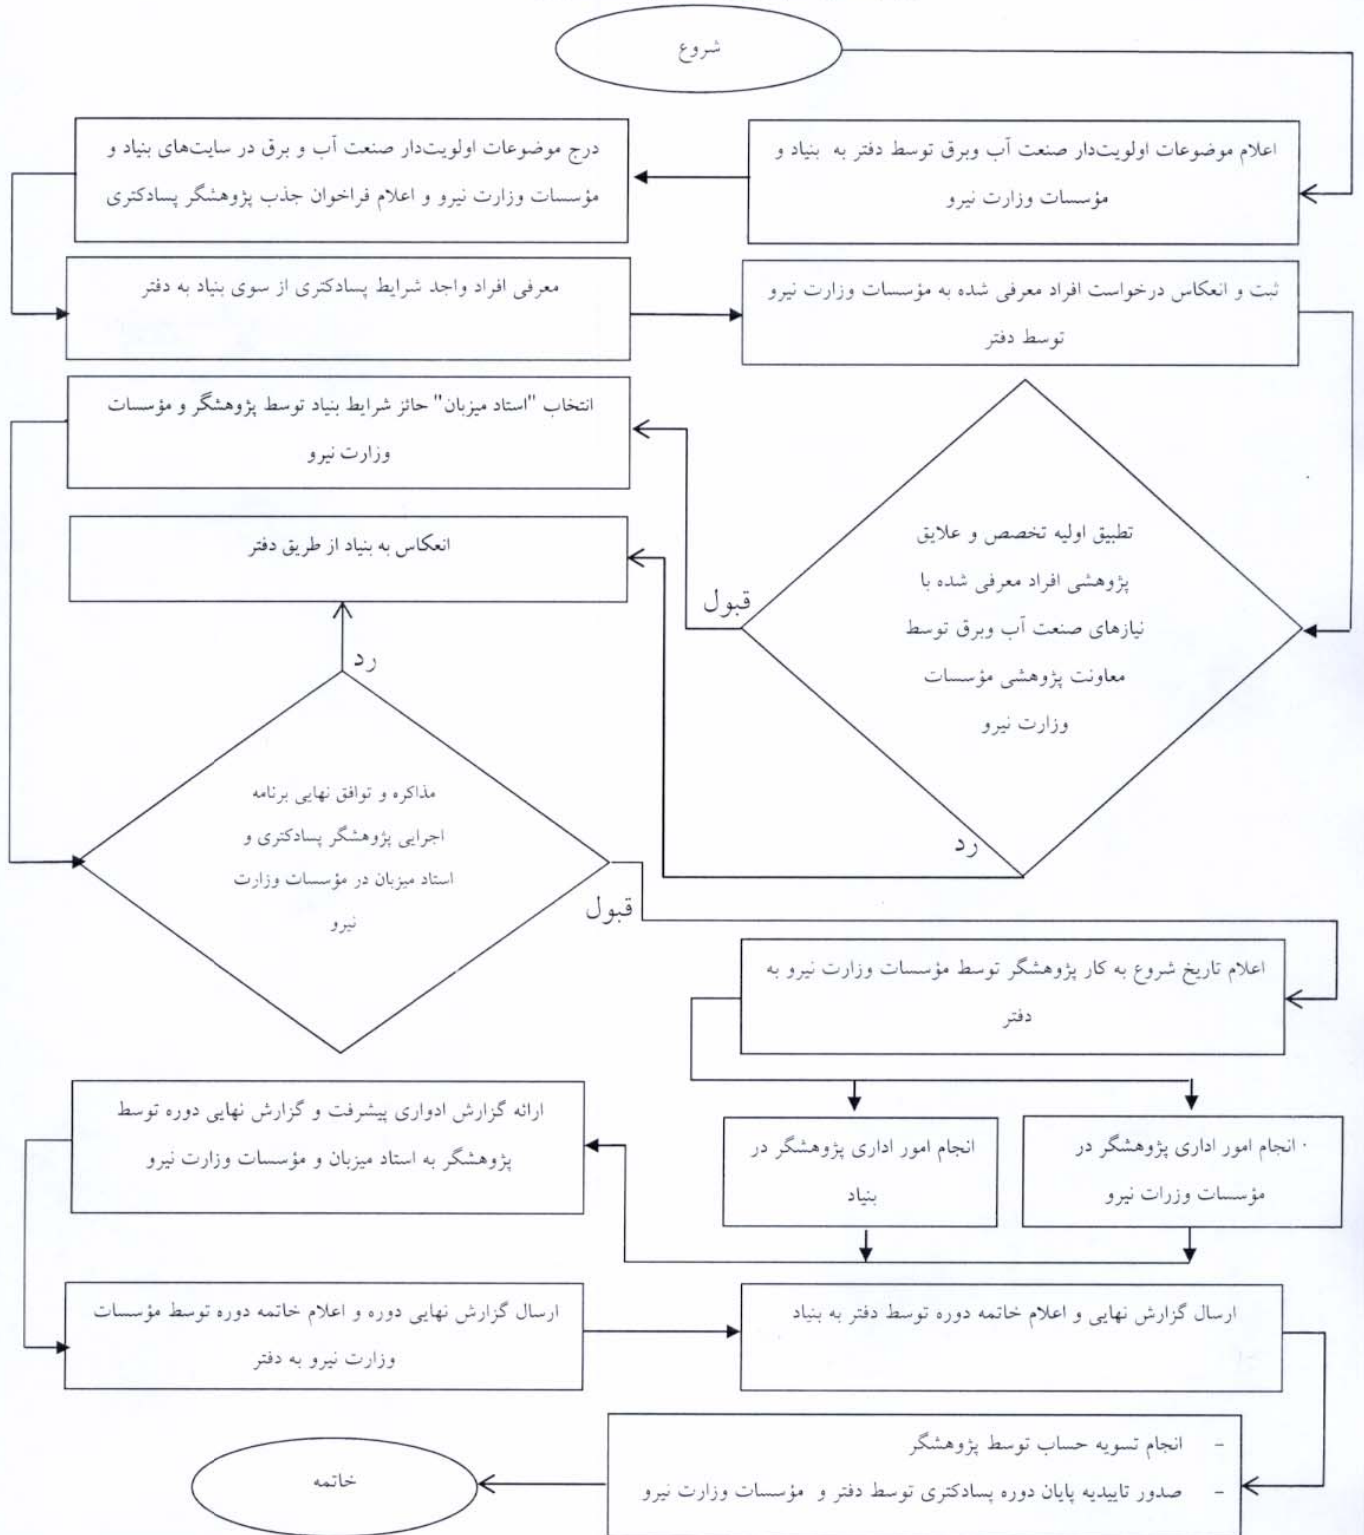 شروع
اعلام موضوعات اولویت‌دار صنعت آب وبرق توسط دفتر به بنیاد و
مؤسسات وزارت نیرو
درج موضوعات اولویت‌دار صنعت آب و برق در سایت‌های بنیاد و
مؤسسات وزارت نیرو و اعلام فراخوان جذب پژوهشگر پسادکتری
معرفی افراد واجد شرایط پسادکتری از سوی بنیاد به دفتر
ثبت و انعکاس درخواست افراد معرفی شده به مؤسسات وزارت نیرو
توسط دفتر
تطبیق اولیه تخصص و علایق
پژوهشی افراد معرفی شده با
نیازهای صنعت آب وبرق توسط
معاونت پژوهشی مؤسسات
وزارت نیرو
قبول
رد
انتخاب "استاد میزبان" حائز شرایط بنیاد توسط پژوهشگر و مؤسسات
وزارت نیرو
انعکاس به بنیاد از طریق دفتر
رد
مذاکره و توافق نهایی برنامه
اجرایی پژوهشگر پسادکتری و
استاد میزبان در مؤسسات وزارت
نیرو
قبول
اعلام تاریخ شروع به کار پژوهشگر توسط مؤسسات وزارت نیرو به
دفتر
انجام امور اداری پژوهشگر در
مؤسسات وزرات نیرو
انجام امور اداری پژوهشگر در
بنیاد
ارائه گزارش ادواری پیشرفت و گزارش نهایی دوره توسط
پژوهشگر به استاد میزبان و مؤسسات وزارت نیرو
ارسال گزارش نهایی دوره و اعلام خاتمه دوره توسط مؤسسات
وزارت نیرو به دفتر
ارسال گزارش نهایی و اعلام خاتمه دوره توسط دفتر به بنیاد
- انجام تسویه حساب توسط پژوهشگر
- صدور تاییدیه پایان دوره پسادکتری توسط دفتر و مؤسسات وزارت نیرو
خاتمه